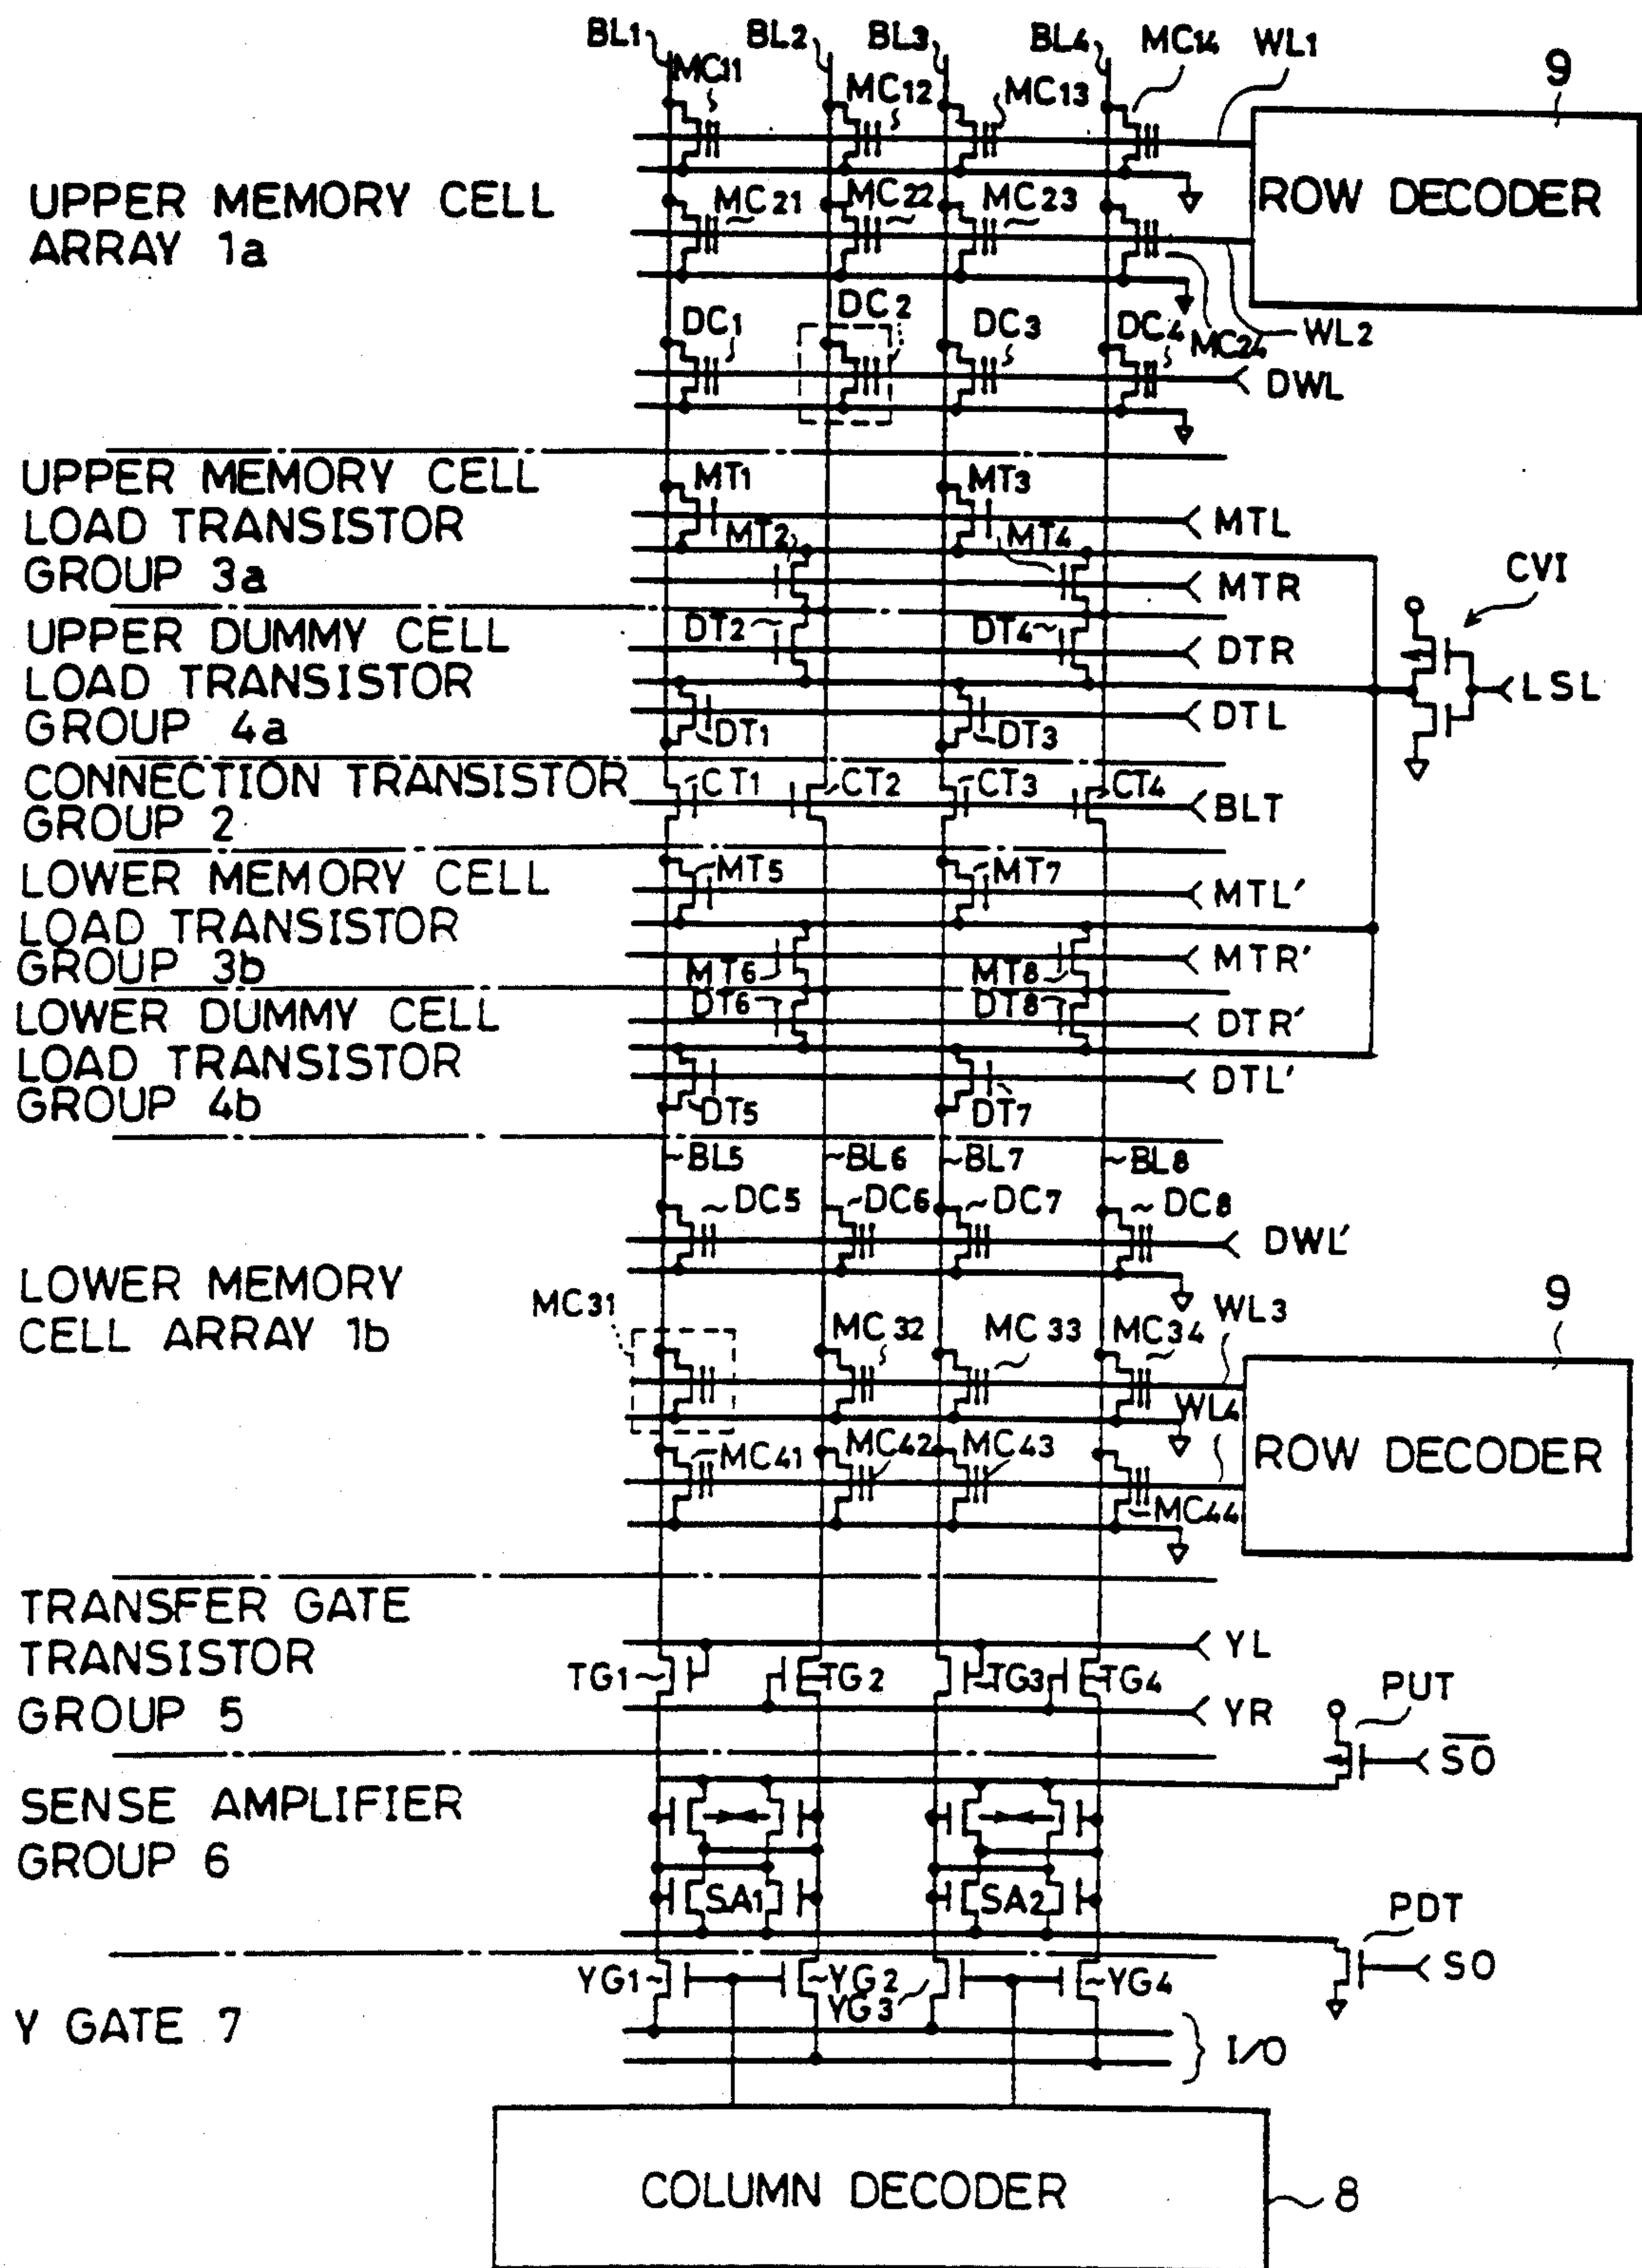 BL1 BL2 BL3 BL4 MC14 WL1
9
MC11 MC12 MC13
ROW DECODER
UPPER MEMORY CELL
ARRAY 1a
MC21 MC22 MC23
DC1 DC2 DC3 DC4 MC24 WL2
DWL
UPPER MEMORY CELL
LOAD TRANSISTOR
GROUP 3a
MT1 MT3
MTL
MT2 MT4
MTR
CVI
UPPER DUMMY CELL
LOAD TRANSISTOR
GROUP 4a
DT2 DT4
DTR
LSL
DTL
DT1 DT3
CONNECTION TRANSISTOR
GROUP 2
CT1 CT2 CT3 CT4
BLT
LOWER MEMORY CELL
LOAD TRANSISTOR
GROUP 3b
MT5 MT7
MTL′
MT6 MT8
MTR′
LOWER DUMMY CELL
LOAD TRANSISTOR
GROUP 4b
DT6 DT8
DTR′
DTL′
DT5 DT7
BL5 BL6 BL7 BL8
DC5 DC6 DC7 DC8
DWL′
LOWER MEMORY
CELL ARRAY 1b
MC31 MC32 MC33 MC34
WL3
9
WL4
ROW DECODER
MC41 MC42 MC43
MC44
TRANSFER GATE
TRANSISTOR
GROUP 5
YL
TG1 TG2 TG3 TG4
YR
PUT
S̅O̅
SENSE AMPLIFIER
GROUP 6
SA1 SA2
PDT
SO
YG1 YG2 YG3 YG4
Y GATE 7
I/O
COLUMN DECODER
8